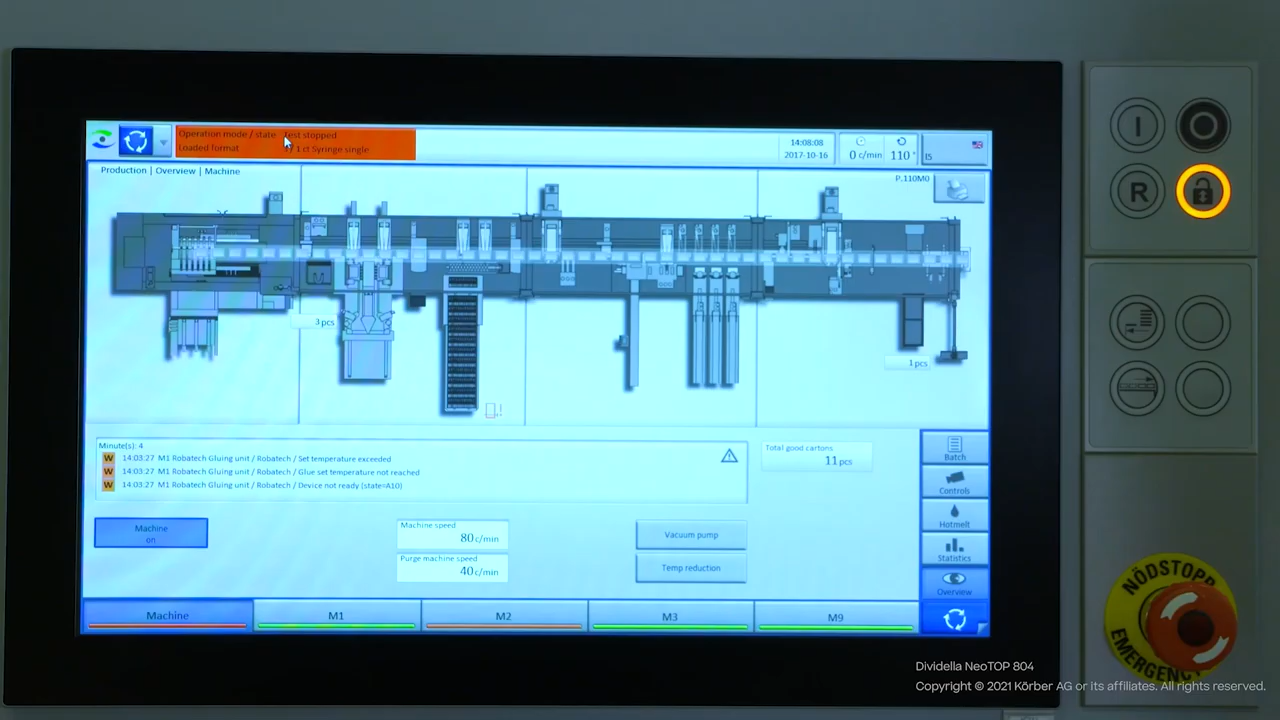 Operation mode / state Test stopped
Loaded format 1 ct Syringe single
14:08:08
2017-10-16
0 c/min
110 °
IS
Production | Overview | Machine
P.110M0
3 pcs
1 pcs
Minute(s): 4
W 14:03:27 M1 Robatech Gluing unit / Robatech / Set temperature exceeded
W 14:03:27 M1 Robatech Gluing unit / Robatech / Glue set temperature not reached
W 14:03:27 M1 Robatech Gluing unit / Robatech / Device not ready (state=A10)
Total good cartons
11 pcs
Machine
on
Machine speed
80 c/min
Purge machine speed
40 c/min
Vacuum pump
Temp reduction
Batch
Controls
Hotmelt
Statistics
Overview
Machine
M1
M2
M3
M9
I
R
NÖDSTOPP
EMERGENCY
Dividella NeoTOP 804
Copyright © 2021 Körber AG or its affiliates. All rights reserved.